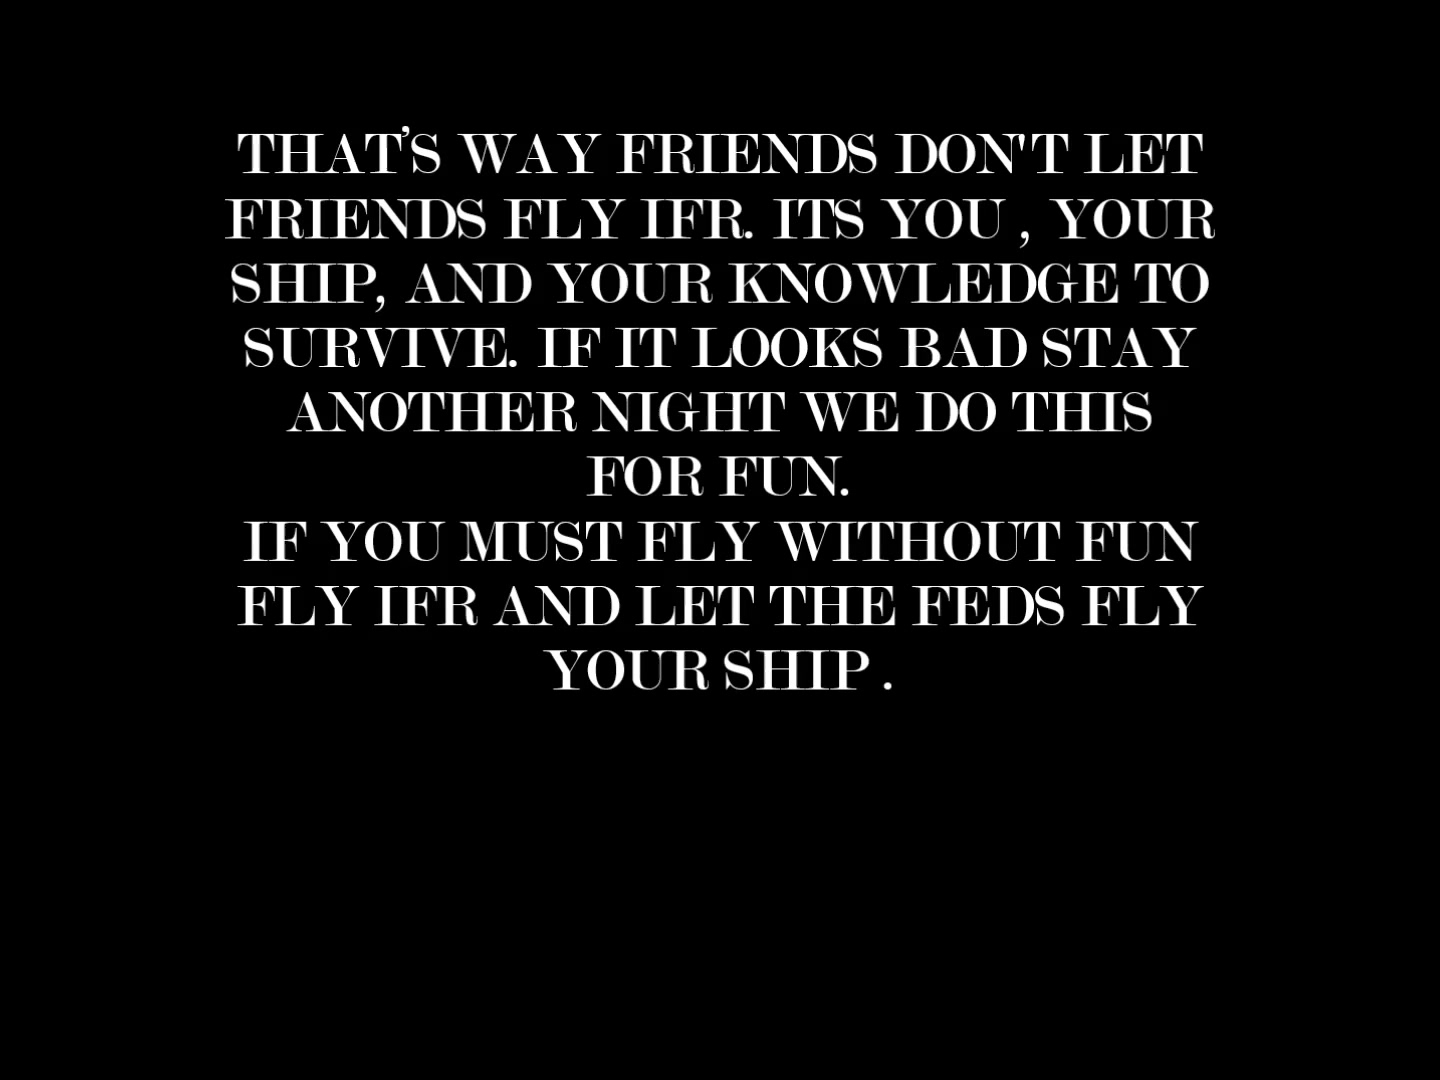 THAT’S WAY FRIENDS DON'T LET
FRIENDS FLY IFR. ITS YOU , YOUR
SHIP, AND YOUR KNOWLEDGE TO
SURVIVE. IF IT LOOKS BAD STAY
ANOTHER NIGHT WE DO THIS
FOR FUN.
IF YOU MUST FLY WITHOUT FUN
FLY IFR AND LET THE FEDS FLY
YOUR SHIP .